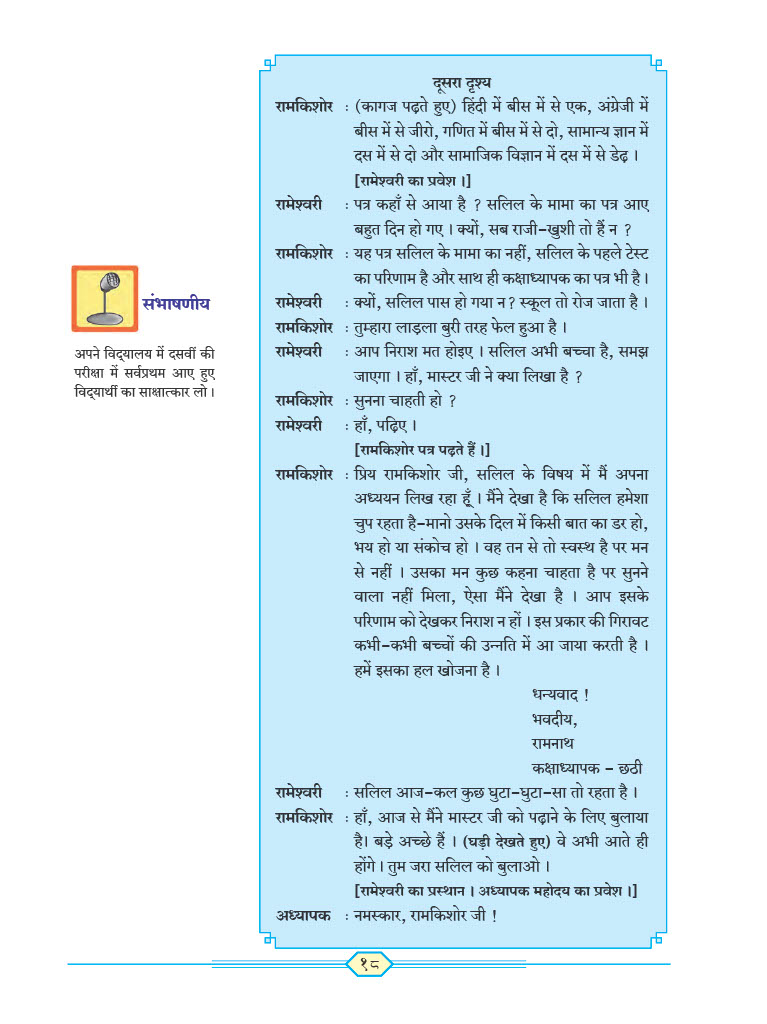 दूसरा दृश्य
रामकिशोर : (कागज पढ़ते हुए) हिंदी में बीस में से एक, अंग्रेजी में
बीस में से जीरो, गणित में बीस में से दो, सामान्य ज्ञान में
दस में से दो और सामाजिक विज्ञान में दस में से डेढ़ ।
[रामेश्वरी का प्रवेश ।]
रामेश्वरी : पत्र कहाँ से आया है ? सलिल के मामा का पत्र आए
बहुत दिन हो गए । क्यों, सब राजी-खुशी तो हैं न ?
रामकिशोर : यह पत्र सलिल के मामा का नहीं, सलिल के पहले टेस्ट
का परिणाम है और साथ ही कक्षाध्यापक का पत्र भी है ।
रामेश्वरी : क्यों, सलिल पास हो गया न? स्कूल तो रोज जाता है ।
रामकिशोर : तुम्हारा लाड़ला बुरी तरह फेल हुआ है ।
रामेश्वरी : आप निराश मत होइए । सलिल अभी बच्चा है, समझ
जाएगा । हाँ, मास्टर जी ने क्या लिखा है ?
रामकिशोर : सुनना चाहती हो ?
रामेश्वरी : हाँ, पढ़िए ।
[रामकिशोर पत्र पढ़ते हैं ।]
रामकिशोर : प्रिय रामकिशोर जी, सलिल के विषय में मैं अपना
अध्ययन लिख रहा हूँ । मैंने देखा है कि सलिल हमेशा
चुप रहता है-मानो उसके दिल में किसी बात का डर हो,
भय हो या संकोच हो । वह तन से तो स्वस्थ है पर मन
से नहीं । उसका मन कुछ कहना चाहता है पर सुनने
वाला नहीं मिला, ऐसा मैंने देखा है । आप इसके
परिणाम को देखकर निराश न हों । इस प्रकार की गिरावट
कभी-कभी बच्चों की उन्नति में आ जाया करती है ।
हमें इसका हल खोजना है ।
धन्यवाद !
भवदीय,
रामनाथ
कक्षाध्यापक - छठी
रामेश्वरी : सलिल आज-कल कुछ घुटा-घुटा-सा तो रहता है ।
रामकिशोर : हाँ, आज से मैंने मास्टर जी को पढ़ाने के लिए बुलाया
है। बड़े अच्छे हैं । (घड़ी देखते हुए) वे अभी आते ही
होंगे । तुम जरा सलिल को बुलाओ ।
[रामेश्वरी का प्रस्थान । अध्यापक महोदय का प्रवेश ।]
अध्यापक : नमस्कार, रामकिशोर जी !
संभाषणीय
अपने विद्यालय में दसवीं की
परीक्षा में सर्वप्रथम आए हुए
विद्यार्थी का साक्षात्कार लो ।
१८